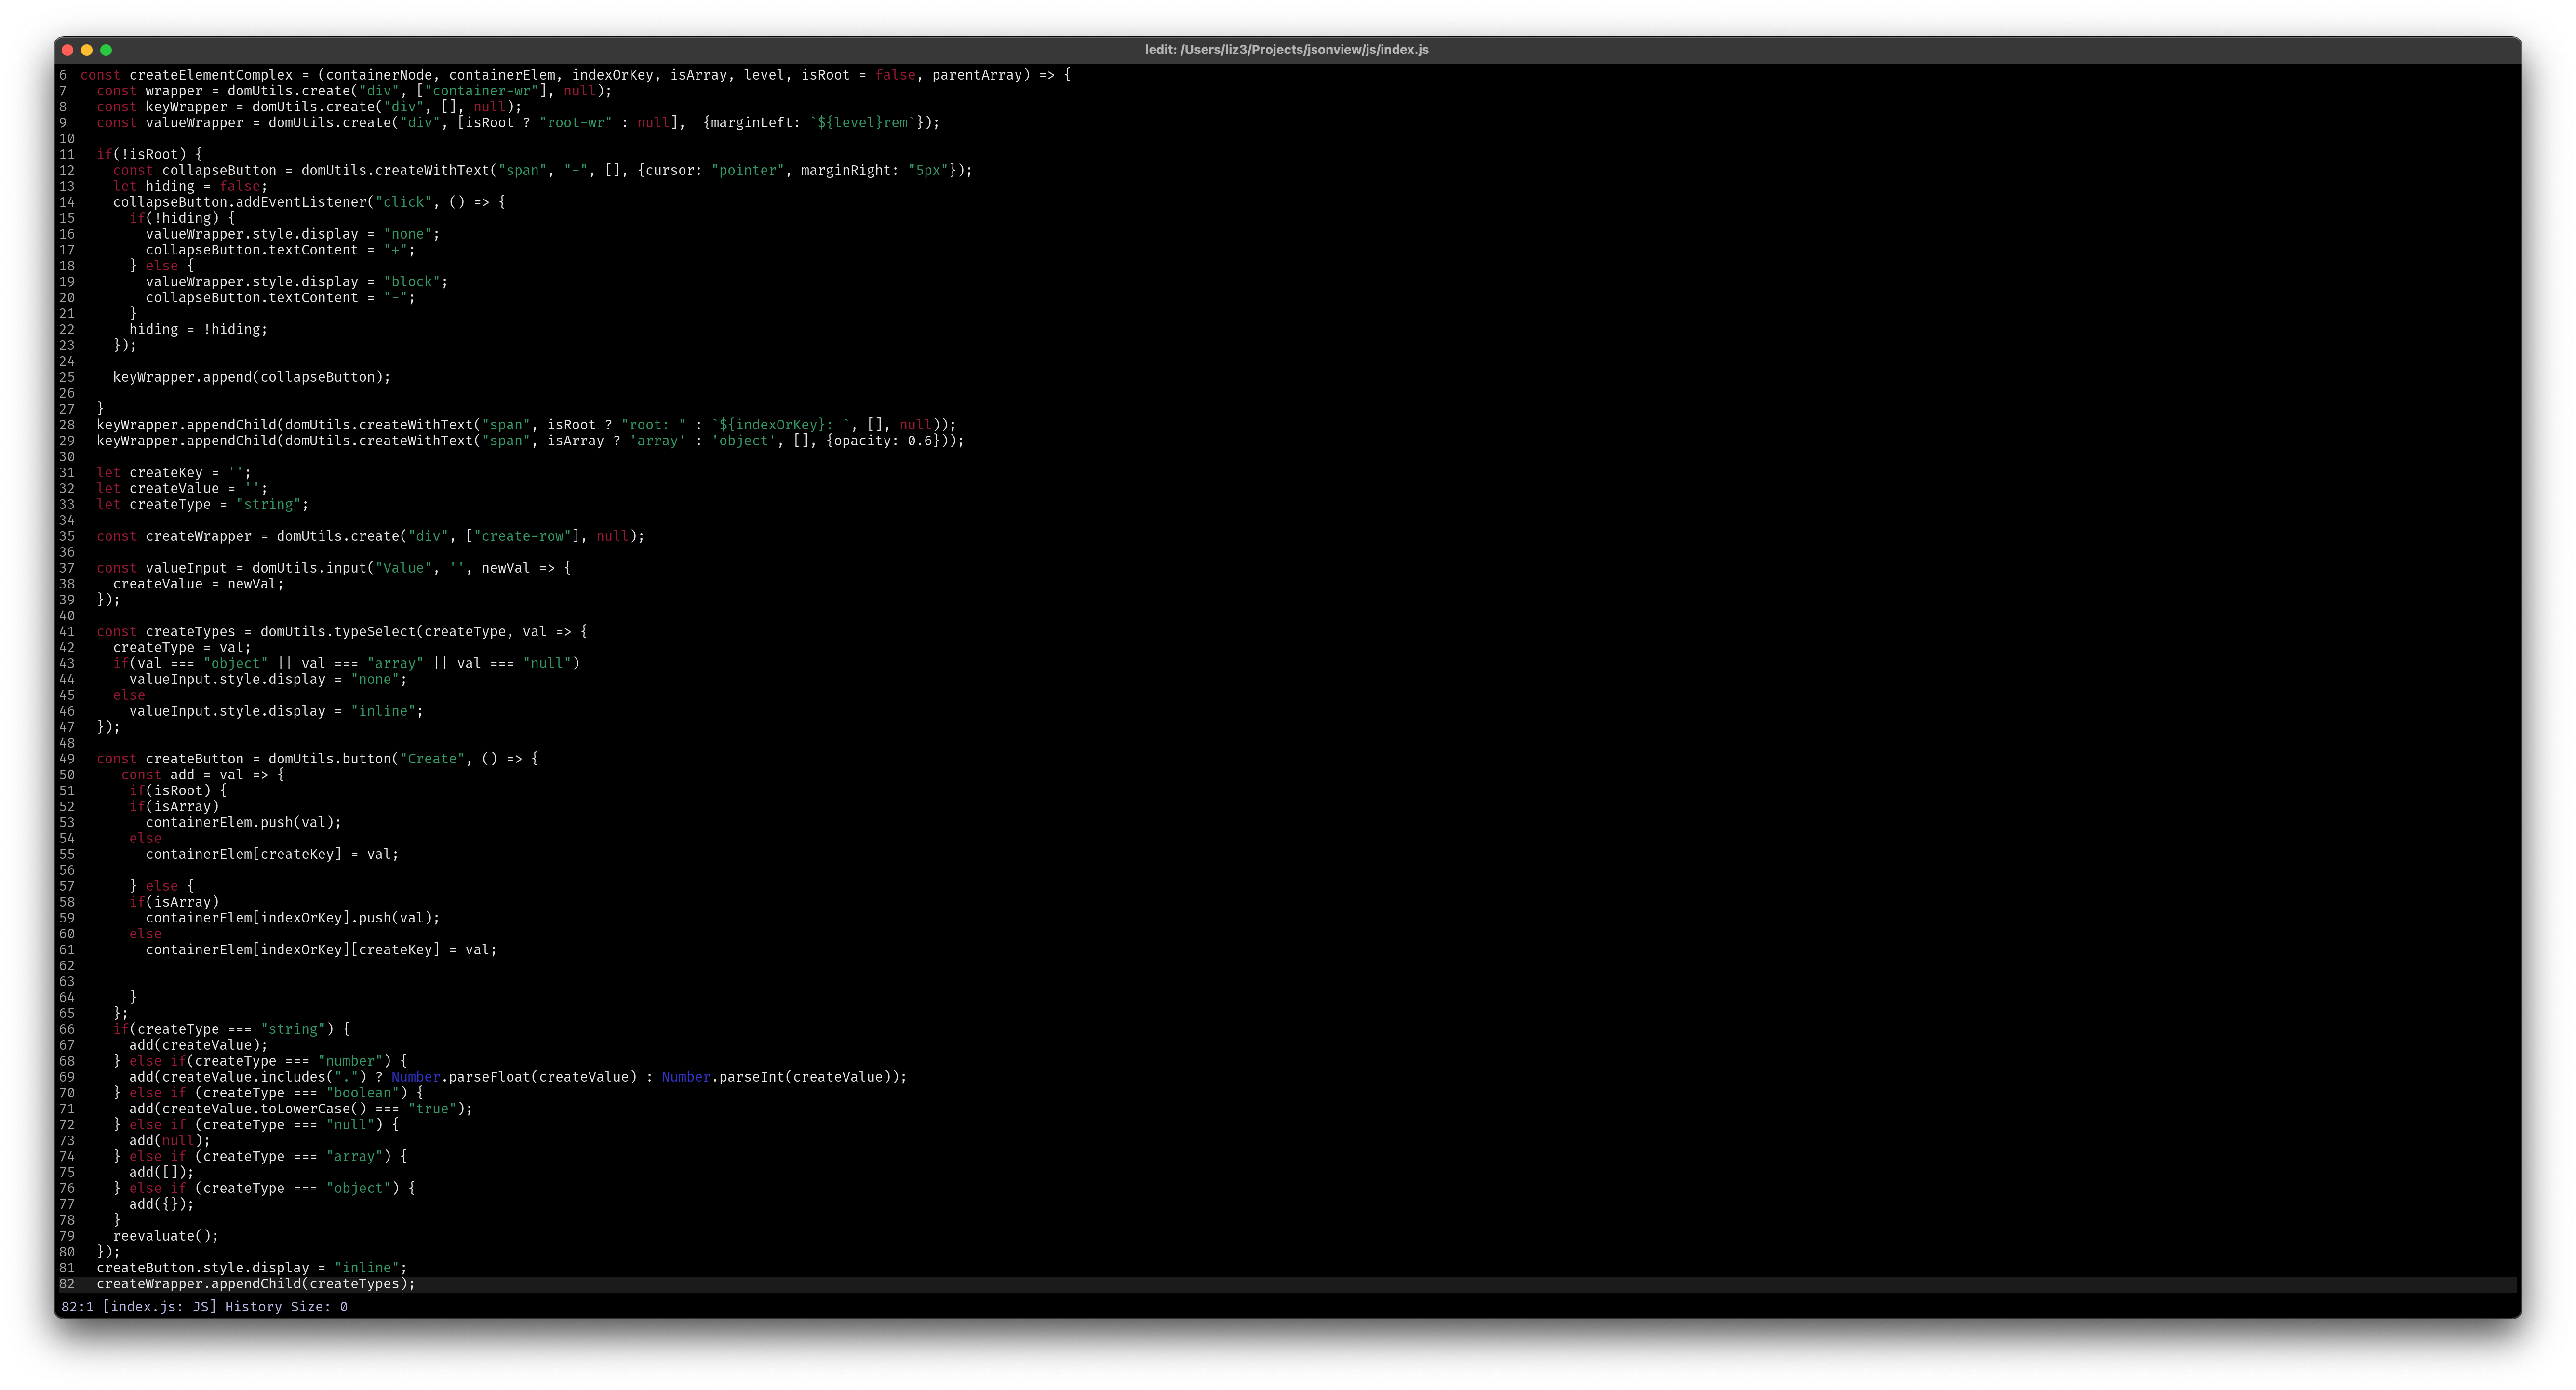 ledit: /Users/liz3/Projects/jsonview/js/index.js
6 const createElementComplex = (containerNode, containerElem, indexOrKey, isArray, level, isRoot = false, parentArray) => {
7   const wrapper = domUtils.create("div", ["container-wr"], null);
8   const keyWrapper = domUtils.create("div", [], null);
9   const valueWrapper = domUtils.create("div", [isRoot ? "root-wr" : null],  {marginLeft: `${level}rem`});
10
11   if(!isRoot) {
12     const collapseButton = domUtils.createWithText("span", "-", [], {cursor: "pointer", marginRight: "5px"});
13     let hiding = false;
14     collapseButton.addEventListener("click", () => {
15       if(!hiding) {
16         valueWrapper.style.display = "none";
17         collapseButton.textContent = "+";
18       } else {
19         valueWrapper.style.display = "block";
20         collapseButton.textContent = "-";
21       }
22       hiding = !hiding;
23     });
24
25     keyWrapper.append(collapseButton);
26
27   }
28   keyWrapper.appendChild(domUtils.createWithText("span", isRoot ? "root: " : `${indexOrKey}: `, [], null));
29   keyWrapper.appendChild(domUtils.createWithText("span", isArray ? 'array' : 'object', [], {opacity: 0.6}));
30
31   let createKey = '';
32   let createValue = '';
33   let createType = "string";
34
35   const createWrapper = domUtils.create("div", ["create-row"], null);
36
37   const valueInput = domUtils.input("Value", '', newVal => {
38     createValue = newVal;
39   });
40
41   const createTypes = domUtils.typeSelect(createType, val => {
42     createType = val;
43     if(val === "object" || val === "array" || val === "null")
44       valueInput.style.display = "none";
45     else
46       valueInput.style.display = "inline";
47   });
48
49   const createButton = domUtils.button("Create", () => {
50      const add = val => {
51       if(isRoot) {
52       if(isArray)
53         containerElem.push(val);
54       else
55         containerElem[createKey] = val;
56
57       } else {
58       if(isArray)
59         containerElem[indexOrKey].push(val);
60       else
61         containerElem[indexOrKey][createKey] = val;
62
63
64       }
65     };
66     if(createType === "string") {
67       add(createValue);
68     } else if(createType === "number") {
69       add(createValue.includes(".") ? Number.parseFloat(createValue) : Number.parseInt(createValue));
70     } else if (createType === "boolean") {
71       add(createValue.toLowerCase() === "true");
72     } else if (createType === "null") {
73       add(null);
74     } else if (createType === "array") {
75       add([]);
76     } else if (createType === "object") {
77       add({});
78     }
79     reevaluate();
80   });
81   createButton.style.display = "inline";
82   createWrapper.appendChild(createTypes);
82:1 [index.js: JS] History Size: 0